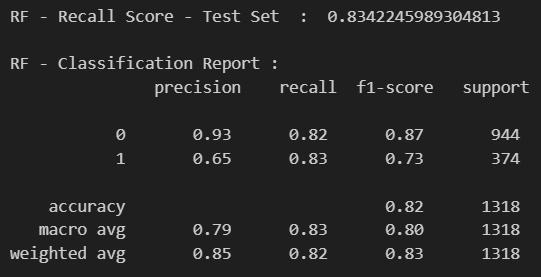 RF - Recall Score - Test Set  :  0.8342245989304813
RF - Classification Report :
precision    recall  f1-score   support
0       0.93      0.82      0.87       944
1       0.65      0.83      0.73       374
accuracy                           0.82      1318
macro avg       0.79      0.83      0.80      1318
weighted avg       0.85      0.82      0.83      1318